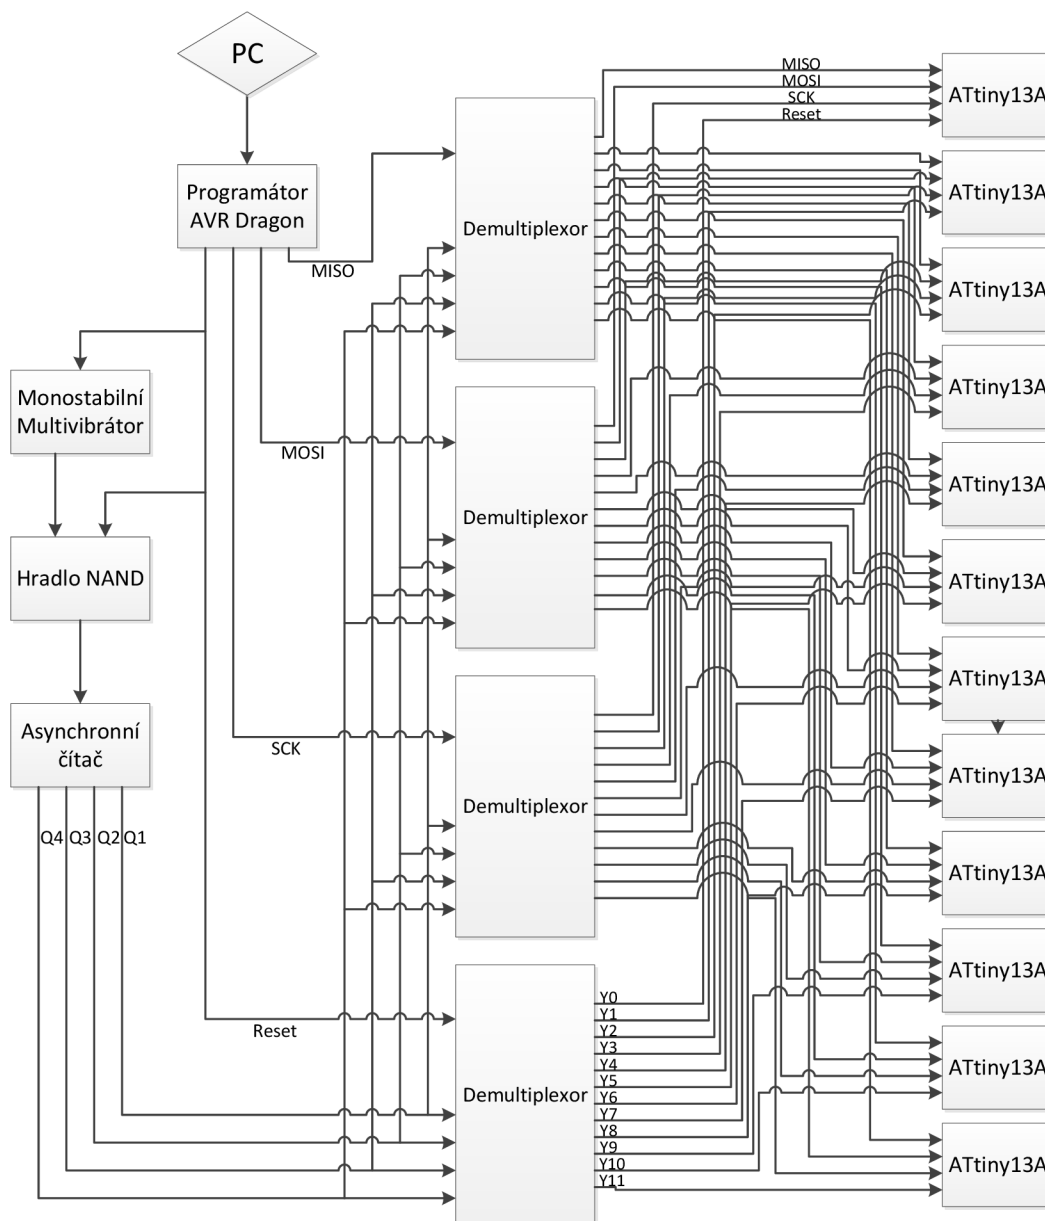 PC
MISO
MOSI
SCK
Reset
ATtiny13A
Programátor
AVR Dragon
MISO
Demultiplexor
ATtiny13A
ATtiny13A
Monostabilní
Multivibrátor
MOSI
Demultiplexor
ATtiny13A
ATtiny13A
Hradlo NAND
ATtiny13A
ATtiny13A
Asynchronní
čítač
SCK
Demultiplexor
ATtiny13A
Q4 Q3 Q2 Q1
ATtiny13A
ATtiny13A
Reset
Demultiplexor
Y0
Y1
Y2
Y3
Y4
Y5
Y6
Y7
Y8
Y9
Y10
Y11
ATtiny13A
ATtiny13A